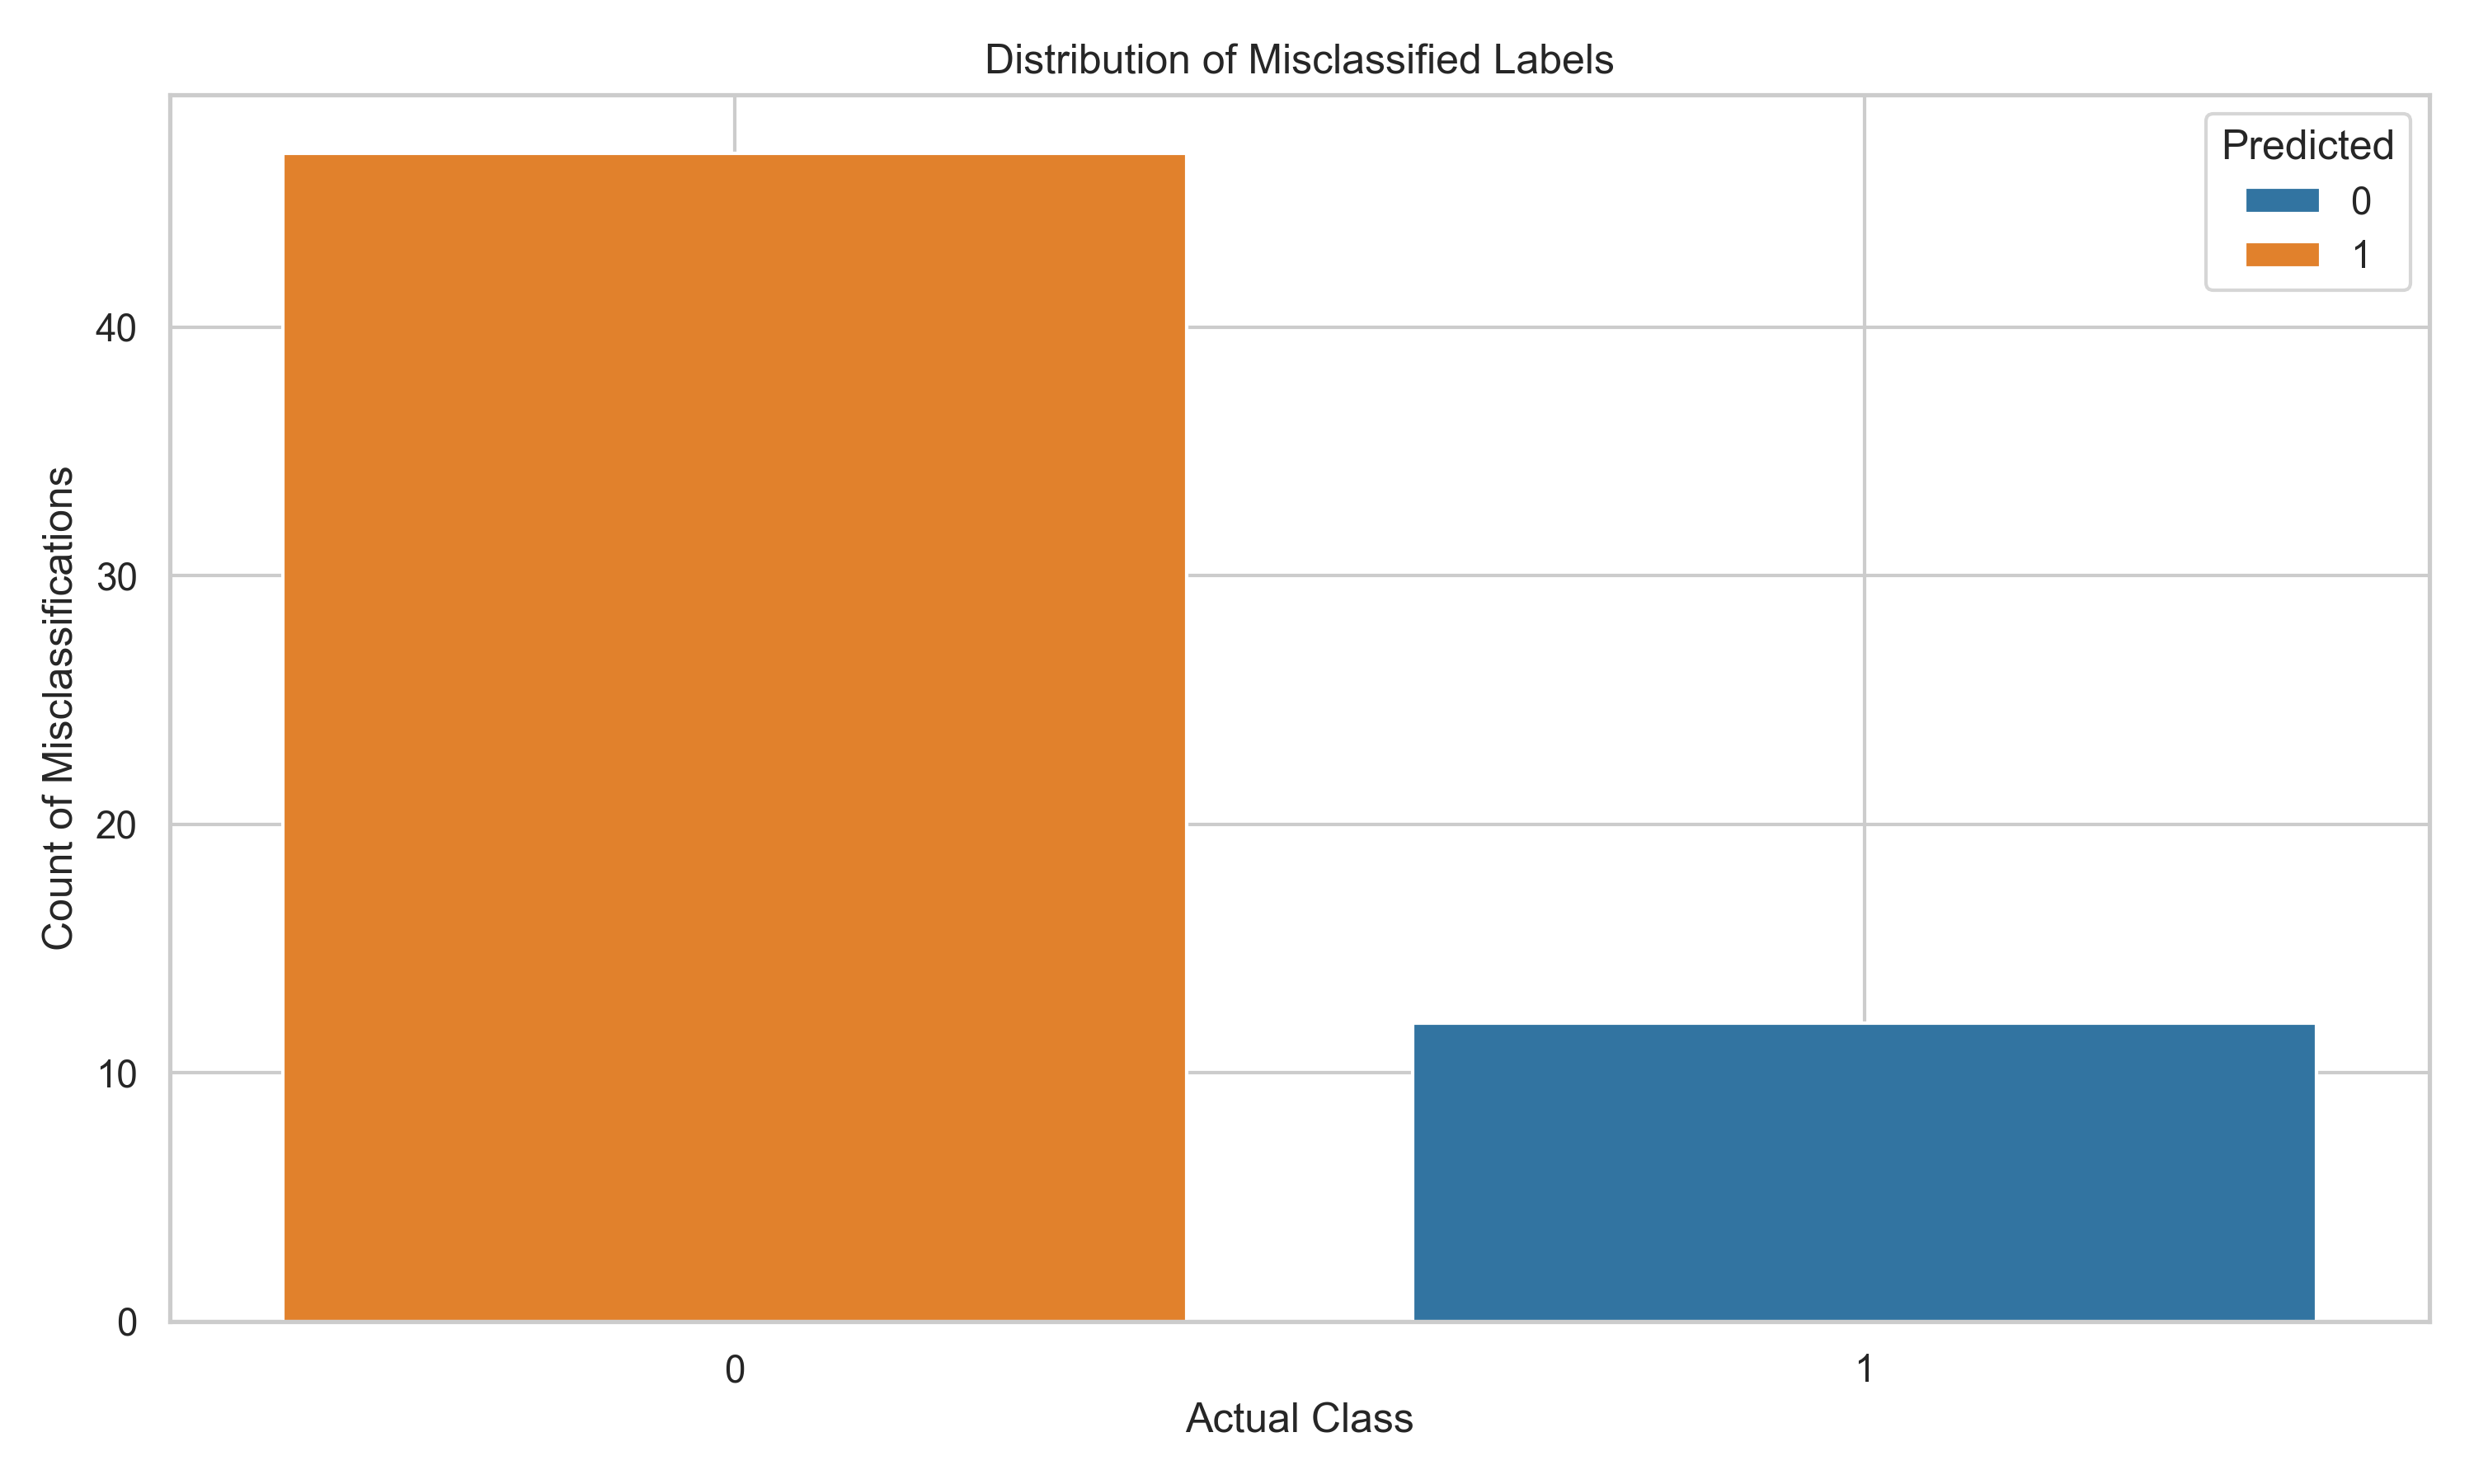 Distribution of Misclassified Labels
Predicted
0
1
Count of Misclassifications
40
30
20
10
0
0
1
Actual Class